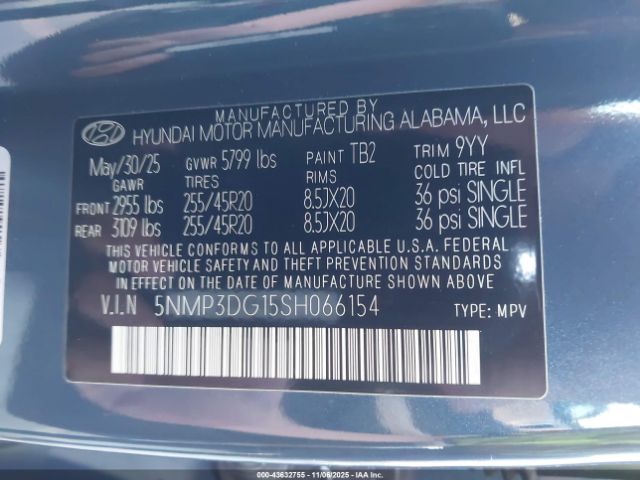 MANUFACTURED BY
HYUNDAI MOTOR MANUFACTURING ALABAMA, LLC
May/30/25 GVWR 5799 lbs PAINT TB2 TRIM 9YY
GAWR TIRES RIMS COLD TIRE INFL
FRONT 2955 lbs 255/45R20 8.5JX20 36 psi SINGLE
REAR 3109 lbs 255/45R20 8.5JX20 36 psi SINGLE
THIS VEHICLE CONFORMS TO ALL APPLICABLE U.S.A. FEDERAL
MOTOR VEHICLE SAFETY AND THEFT PREVENTION STANDARDS
IN EFFECT ON THE DATE OF MANUFACTURE SHOWN ABOVE.
V.I.N 5NMP3DG15SH066154 TYPE: MPV
000-43632755 - 11/06/2025 - IAAI.COM